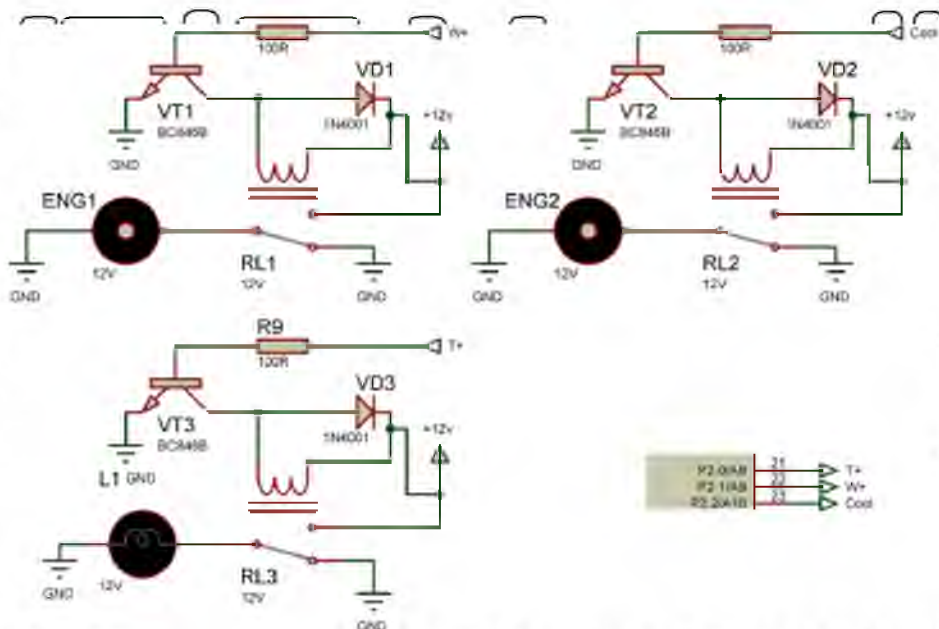 W+
100R
VD1
VT1
BC846B
1N4001
+12v
GND
ENG1
12V
GND
RL1
12V
GND
Cool
100R
VD2
VT2
BC846B
1N4001
+12v
GND
ENG2
12V
GND
RL2
12V
GND
R9
T+
100R
VD3
VT3
BC846B
1N4001
+12v
L1 GND
12V
GND
RL3
12V
GND
P2.0/A8 21 T+
P2.1/A9 22 W+
P2.2/A10 23 Cool